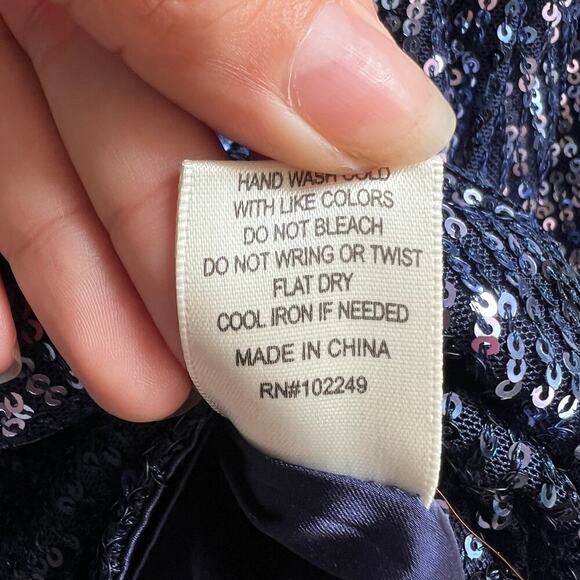 HAND WASH COLD
WITH LIKE COLORS
DO NOT BLEACH
DO NOT WRING OR TWIST
FLAT DRY
COOL IRON IF NEEDED
MADE IN CHINA
RN#102249